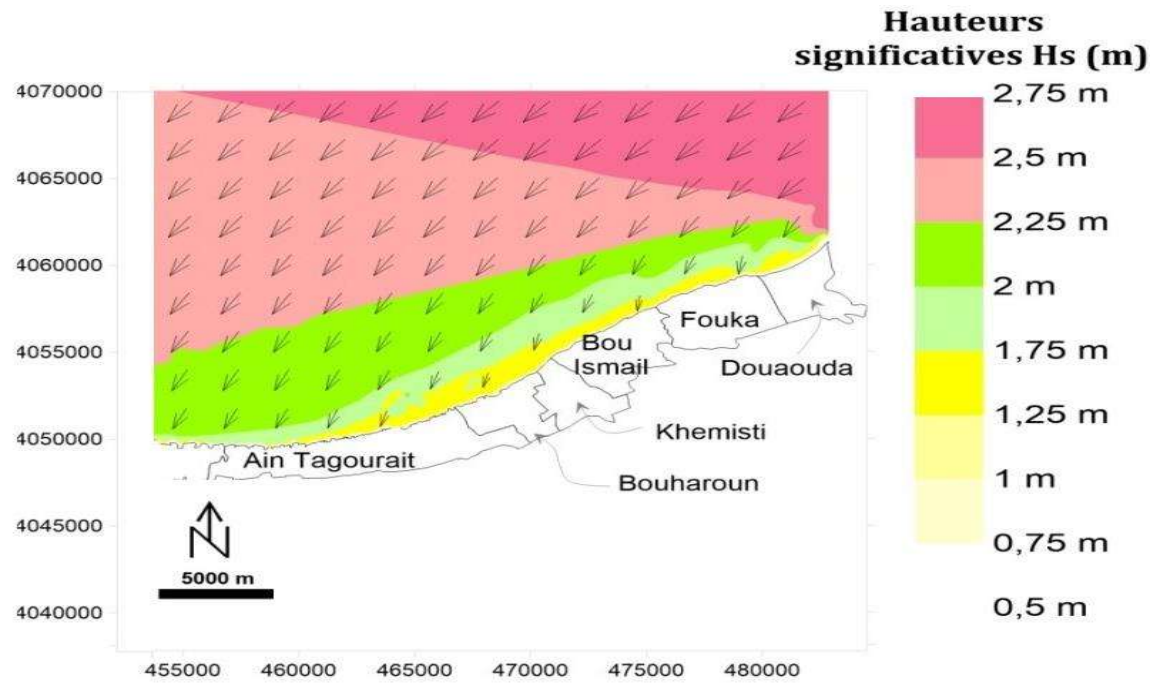 Hauteurs
significatives Hs (m)
2,75 m
2,5 m
2,25 m
2 m
1,75 m
1,25 m
1 m
0,75 m
0,5 m
4070000
4065000
4060000
4055000
4050000
4045000
4040000
Fouka
Bou
Ismail
Douaouda
Khemisti
Ain Tagourait
Bouharoun
N
5000 m
455000 460000 465000 470000 475000 480000